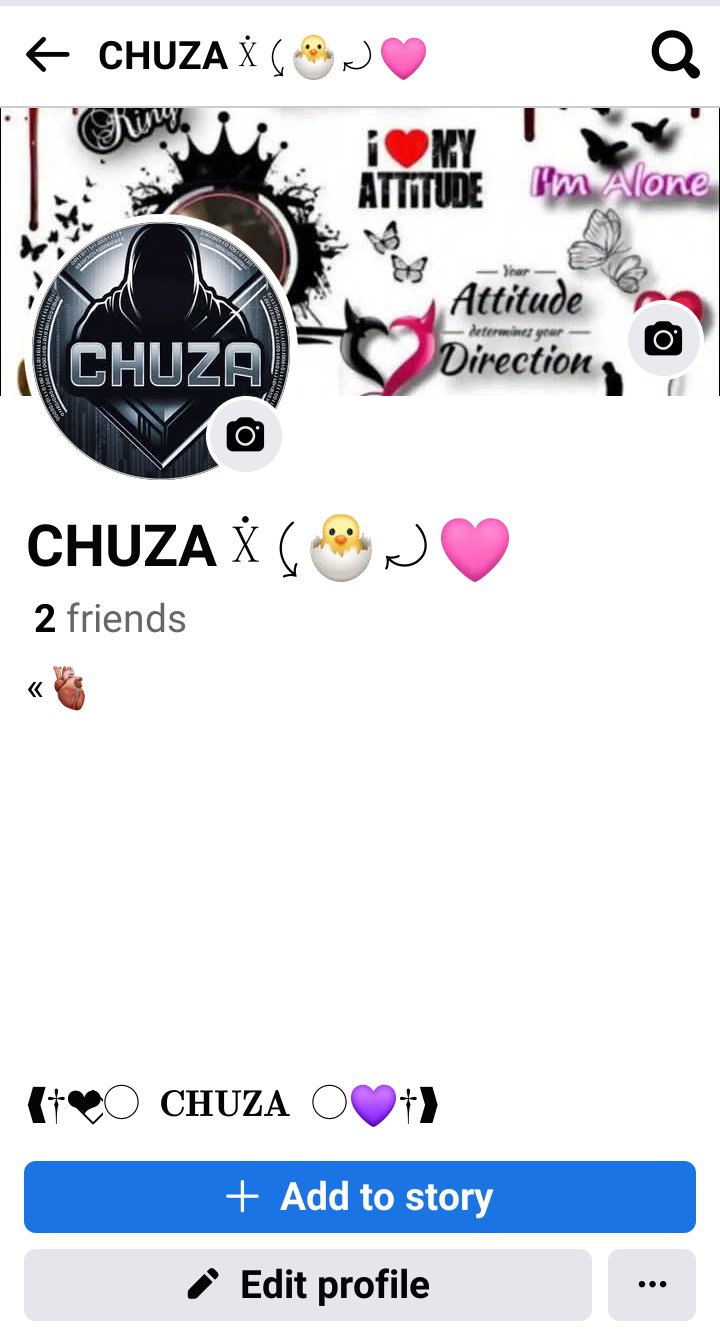 CHUZA Ẋ ⤹🐣⤾🩷
King
i ❤ MY
ATTiTUDE
I'm Alone
Your
Attitude
determines your
Direction
CHUZA
CHUZA Ẋ ⤹🐣⤾🩷
2 friends
«🫀
❪†❤○ CHUZA ○💜†❫
+ Add to story
Edit profile
...